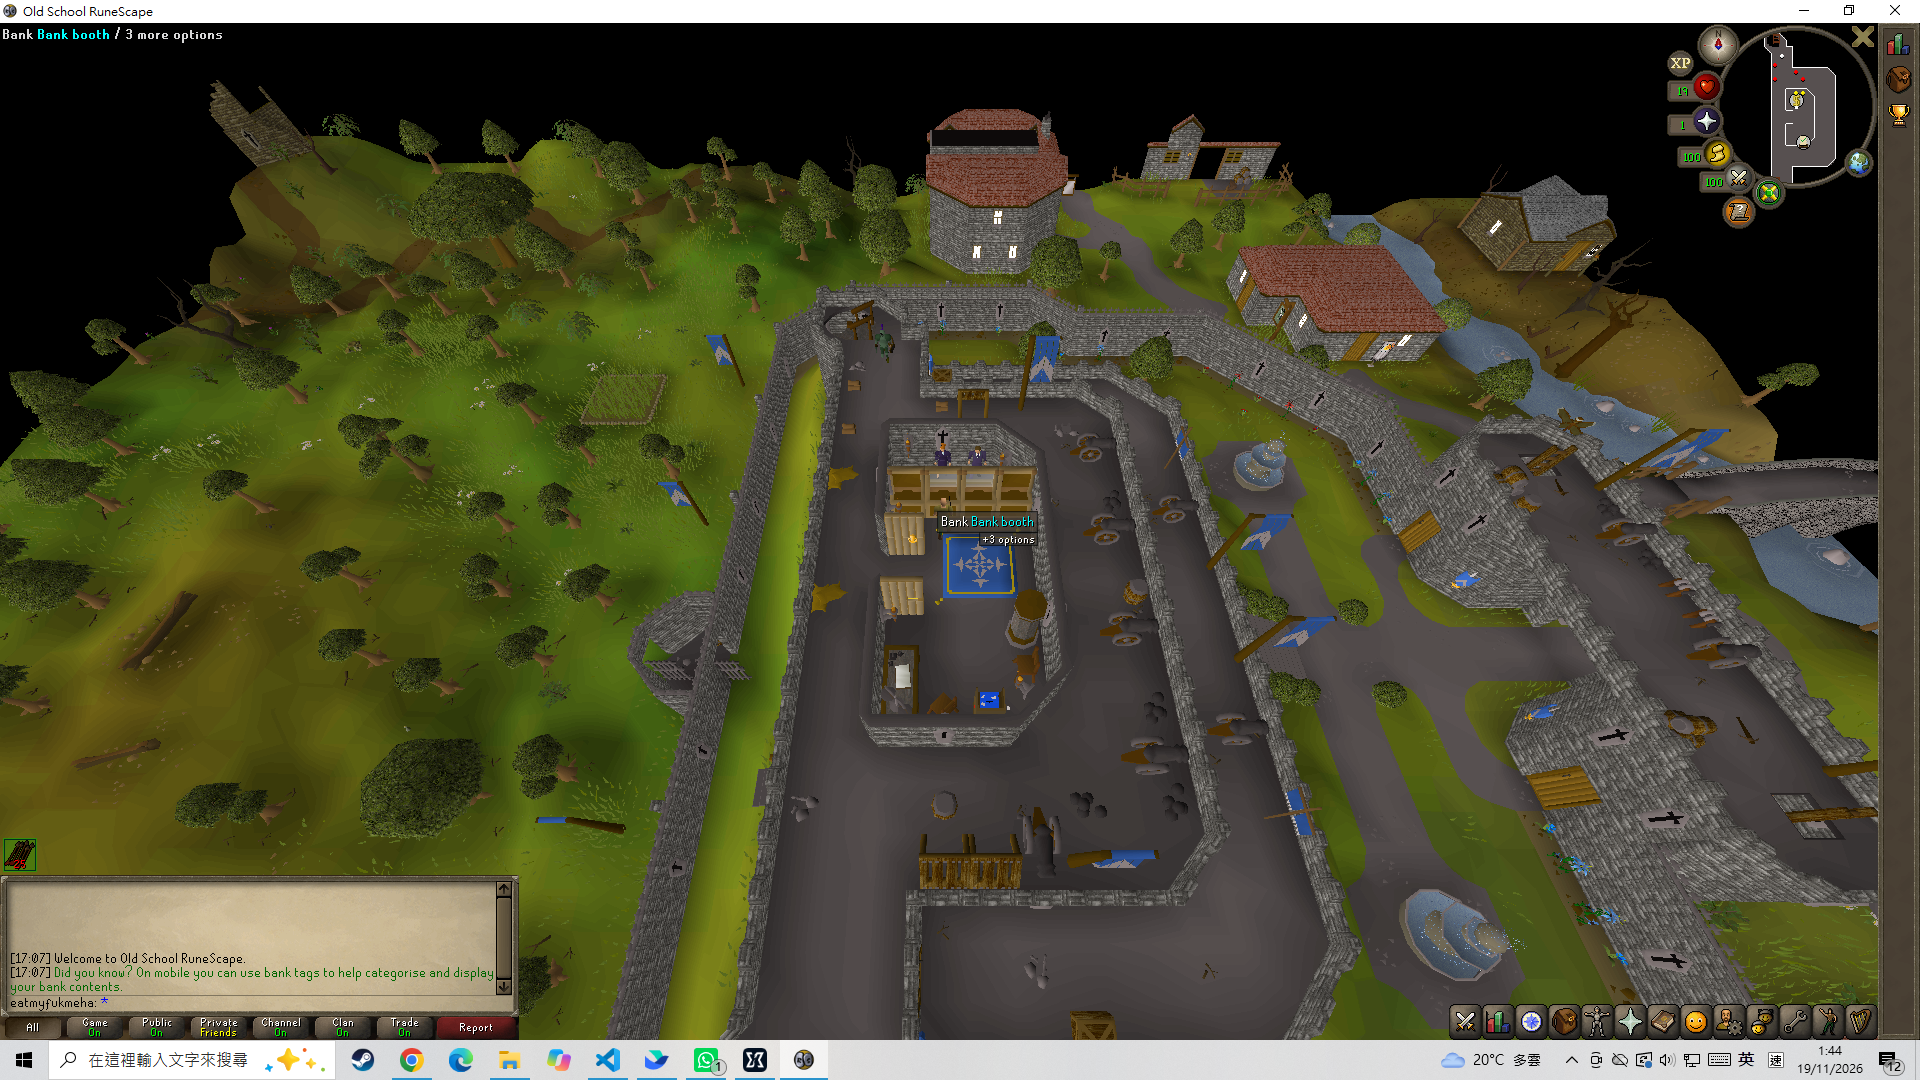 Old School RuneScape
Bank Bank booth / 3 more options
N
XP
19
1
100
100
Bank Bank booth
+3 options
23
[17:07] Welcome to Old School RuneScape.
[17:07] Did you know? On mobile you can use bank tags to help categorise and display
your bank contents.
eatmyfukmeha: *
All
Game
On
Public
On
Private
Friends
Channel
On
Clan
On
Trade
On
Report
在這裡輸入文字來搜尋
1
20°C 多雲
英
速
1:44
19/11/2026
12